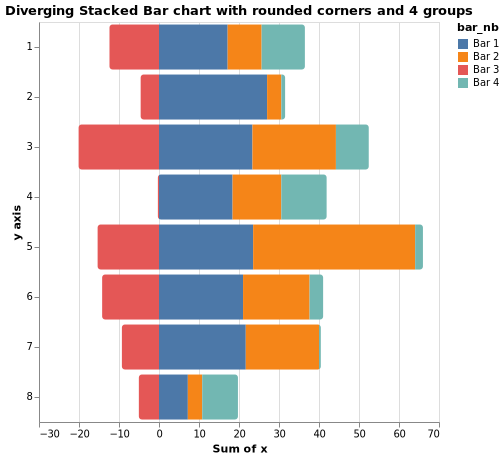 Diverging Stacked Bar chart with rounded corners and 4 groups
bar_nb
Bar 1
Bar 2
Bar 3
Bar 4
y axis
1
2
3
4
5
6
7
8
−30 −20 −10 0 10 20 30 40 50 60 70
Sum of x